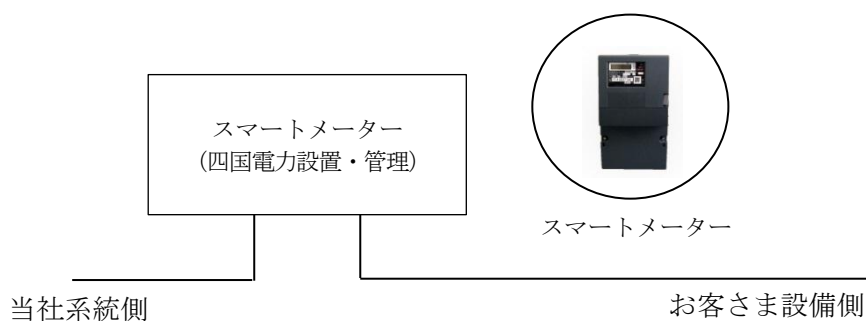 スマートメーター
(四国電力設置・管理)
スマートメーター
当社系統側
お客さま設備側